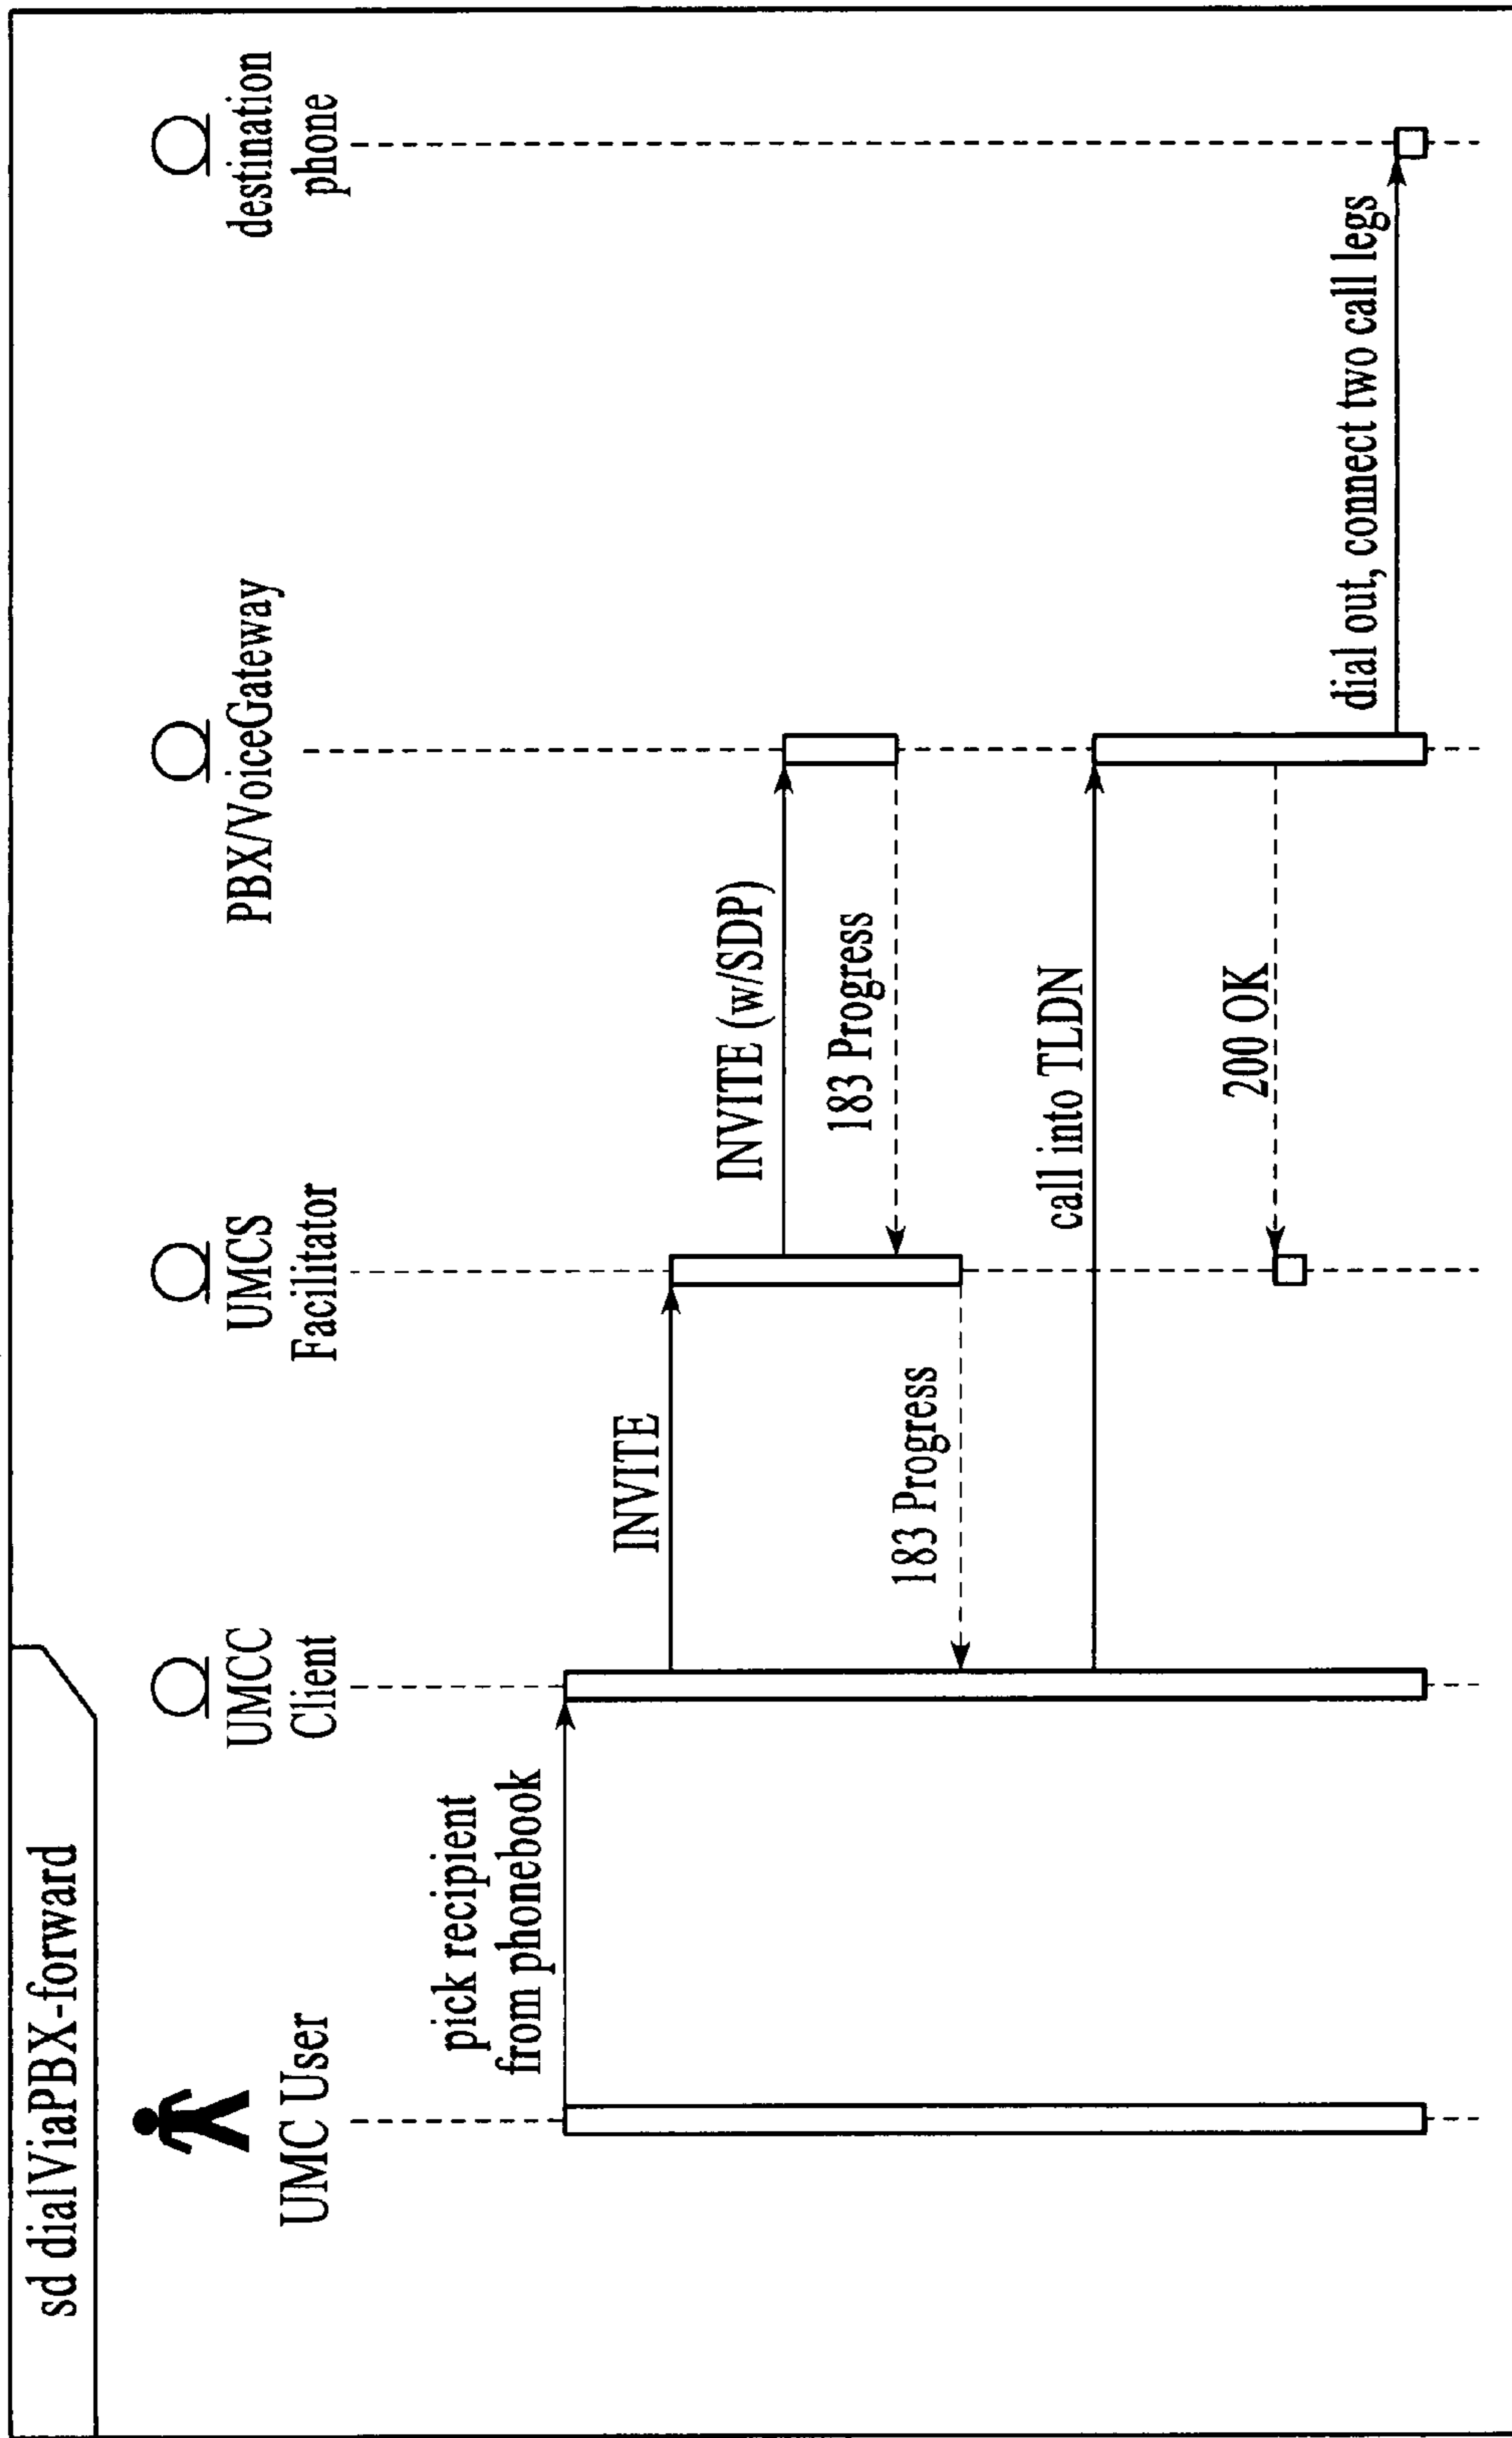 sd dialViaPBX-forward
UMC User
UMCC
Client
UMCS
Facilitator
PBX/VoiceGateway
destination
phone
pick recipient
from phonebook
INVITE
INVITE (w/SDP)
183 Progress
183 Progress
call into TLDN
200 OK
dial out, connect two call legs